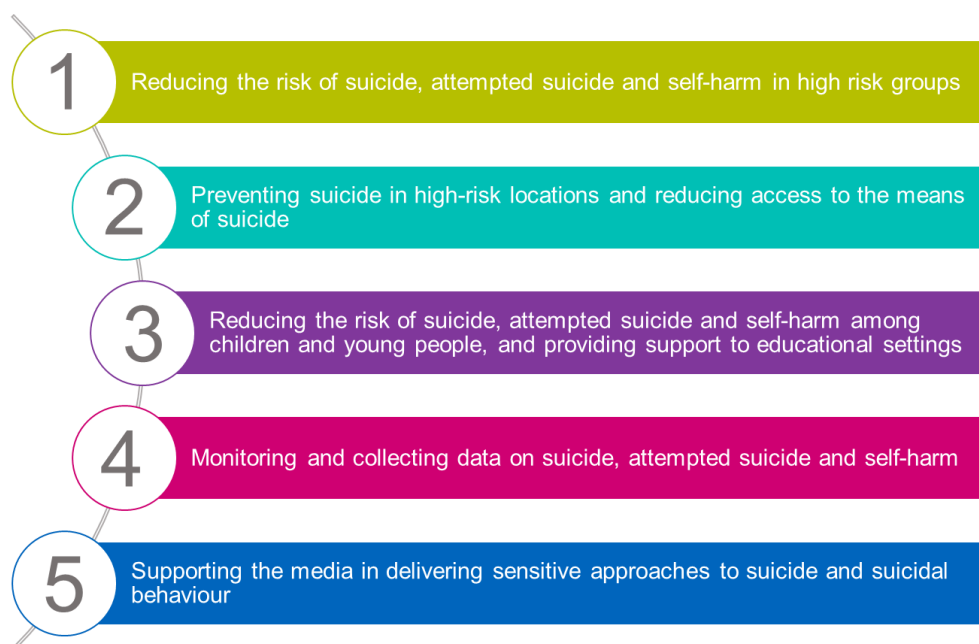 1
Reducing the risk of suicide, attempted suicide and self-harm in high risk groups
2
Preventing suicide in high-risk locations and reducing access to the means
of suicide
3
Reducing the risk of suicide, attempted suicide and self-harm among
children and young people, and providing support to educational settings
4
Monitoring and collecting data on suicide, attempted suicide and self-harm
5
Supporting the media in delivering sensitive approaches to suicide and suicidal
behaviour